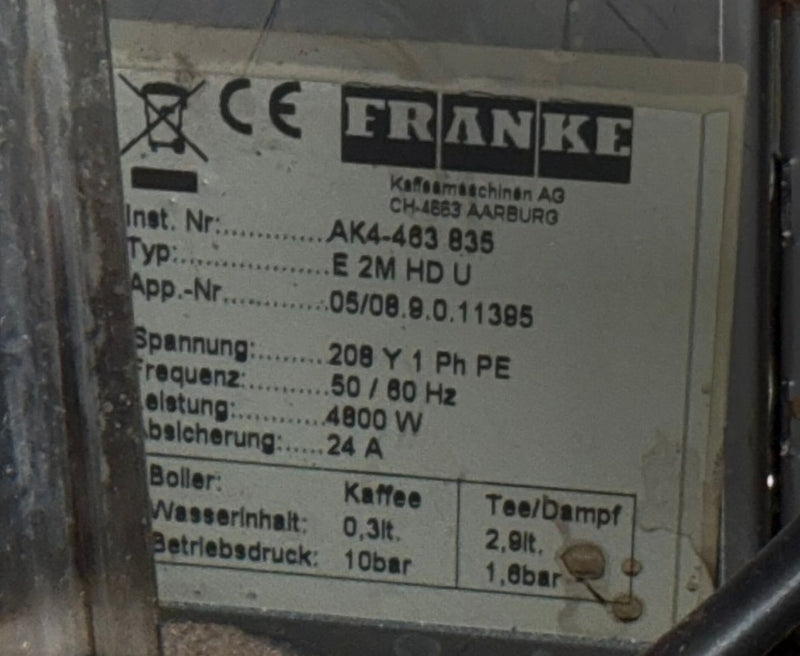 CE FRANKE
Kaffeemaschinen AG
CH-4663 AARBURG
Inst. Nr:..............AK4-463 835
Typ:....................E 2M HD U
App.-Nr..............05/08.9.0.11395
Spannung:.........208 Y 1 Ph PE
Frequenz:...........50 / 60 Hz
eistung:.............4800 W
bsicherung:......24 A
Boiler: Kaffee Tee/Dampf
Wasserinhalt: 0,3lt. 2,9lt.
Betriebsdruck: 10bar 1,6bar